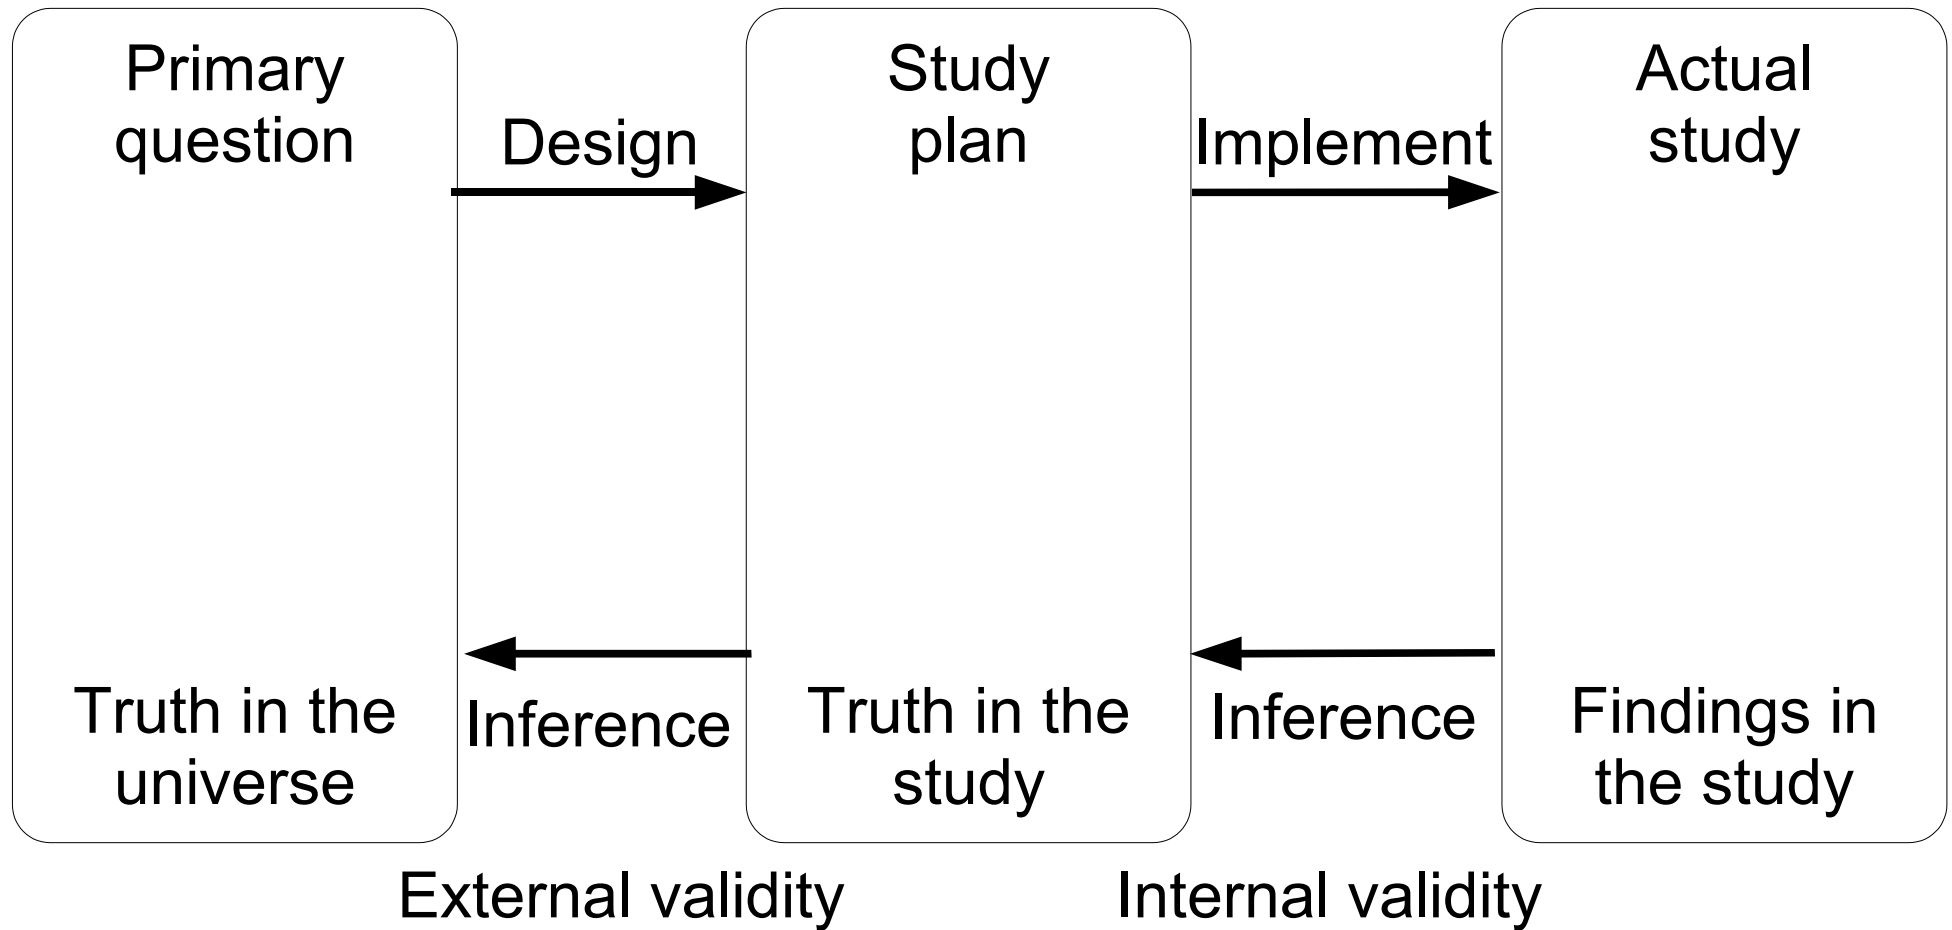 Primary
question
Design
Study
plan
Implement
Actual
study
Truth in the
universe
Inference
Truth in the
study
Inference
Findings in
the study
External validity
Internal validity